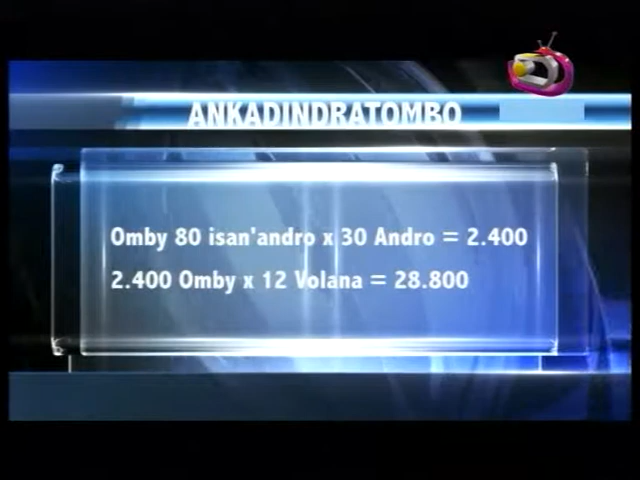 ANKADINDRATOMBO
Omby 80 isan'andro x 30 Andro = 2.400
2.400 Omby x 12 Volana = 28.800